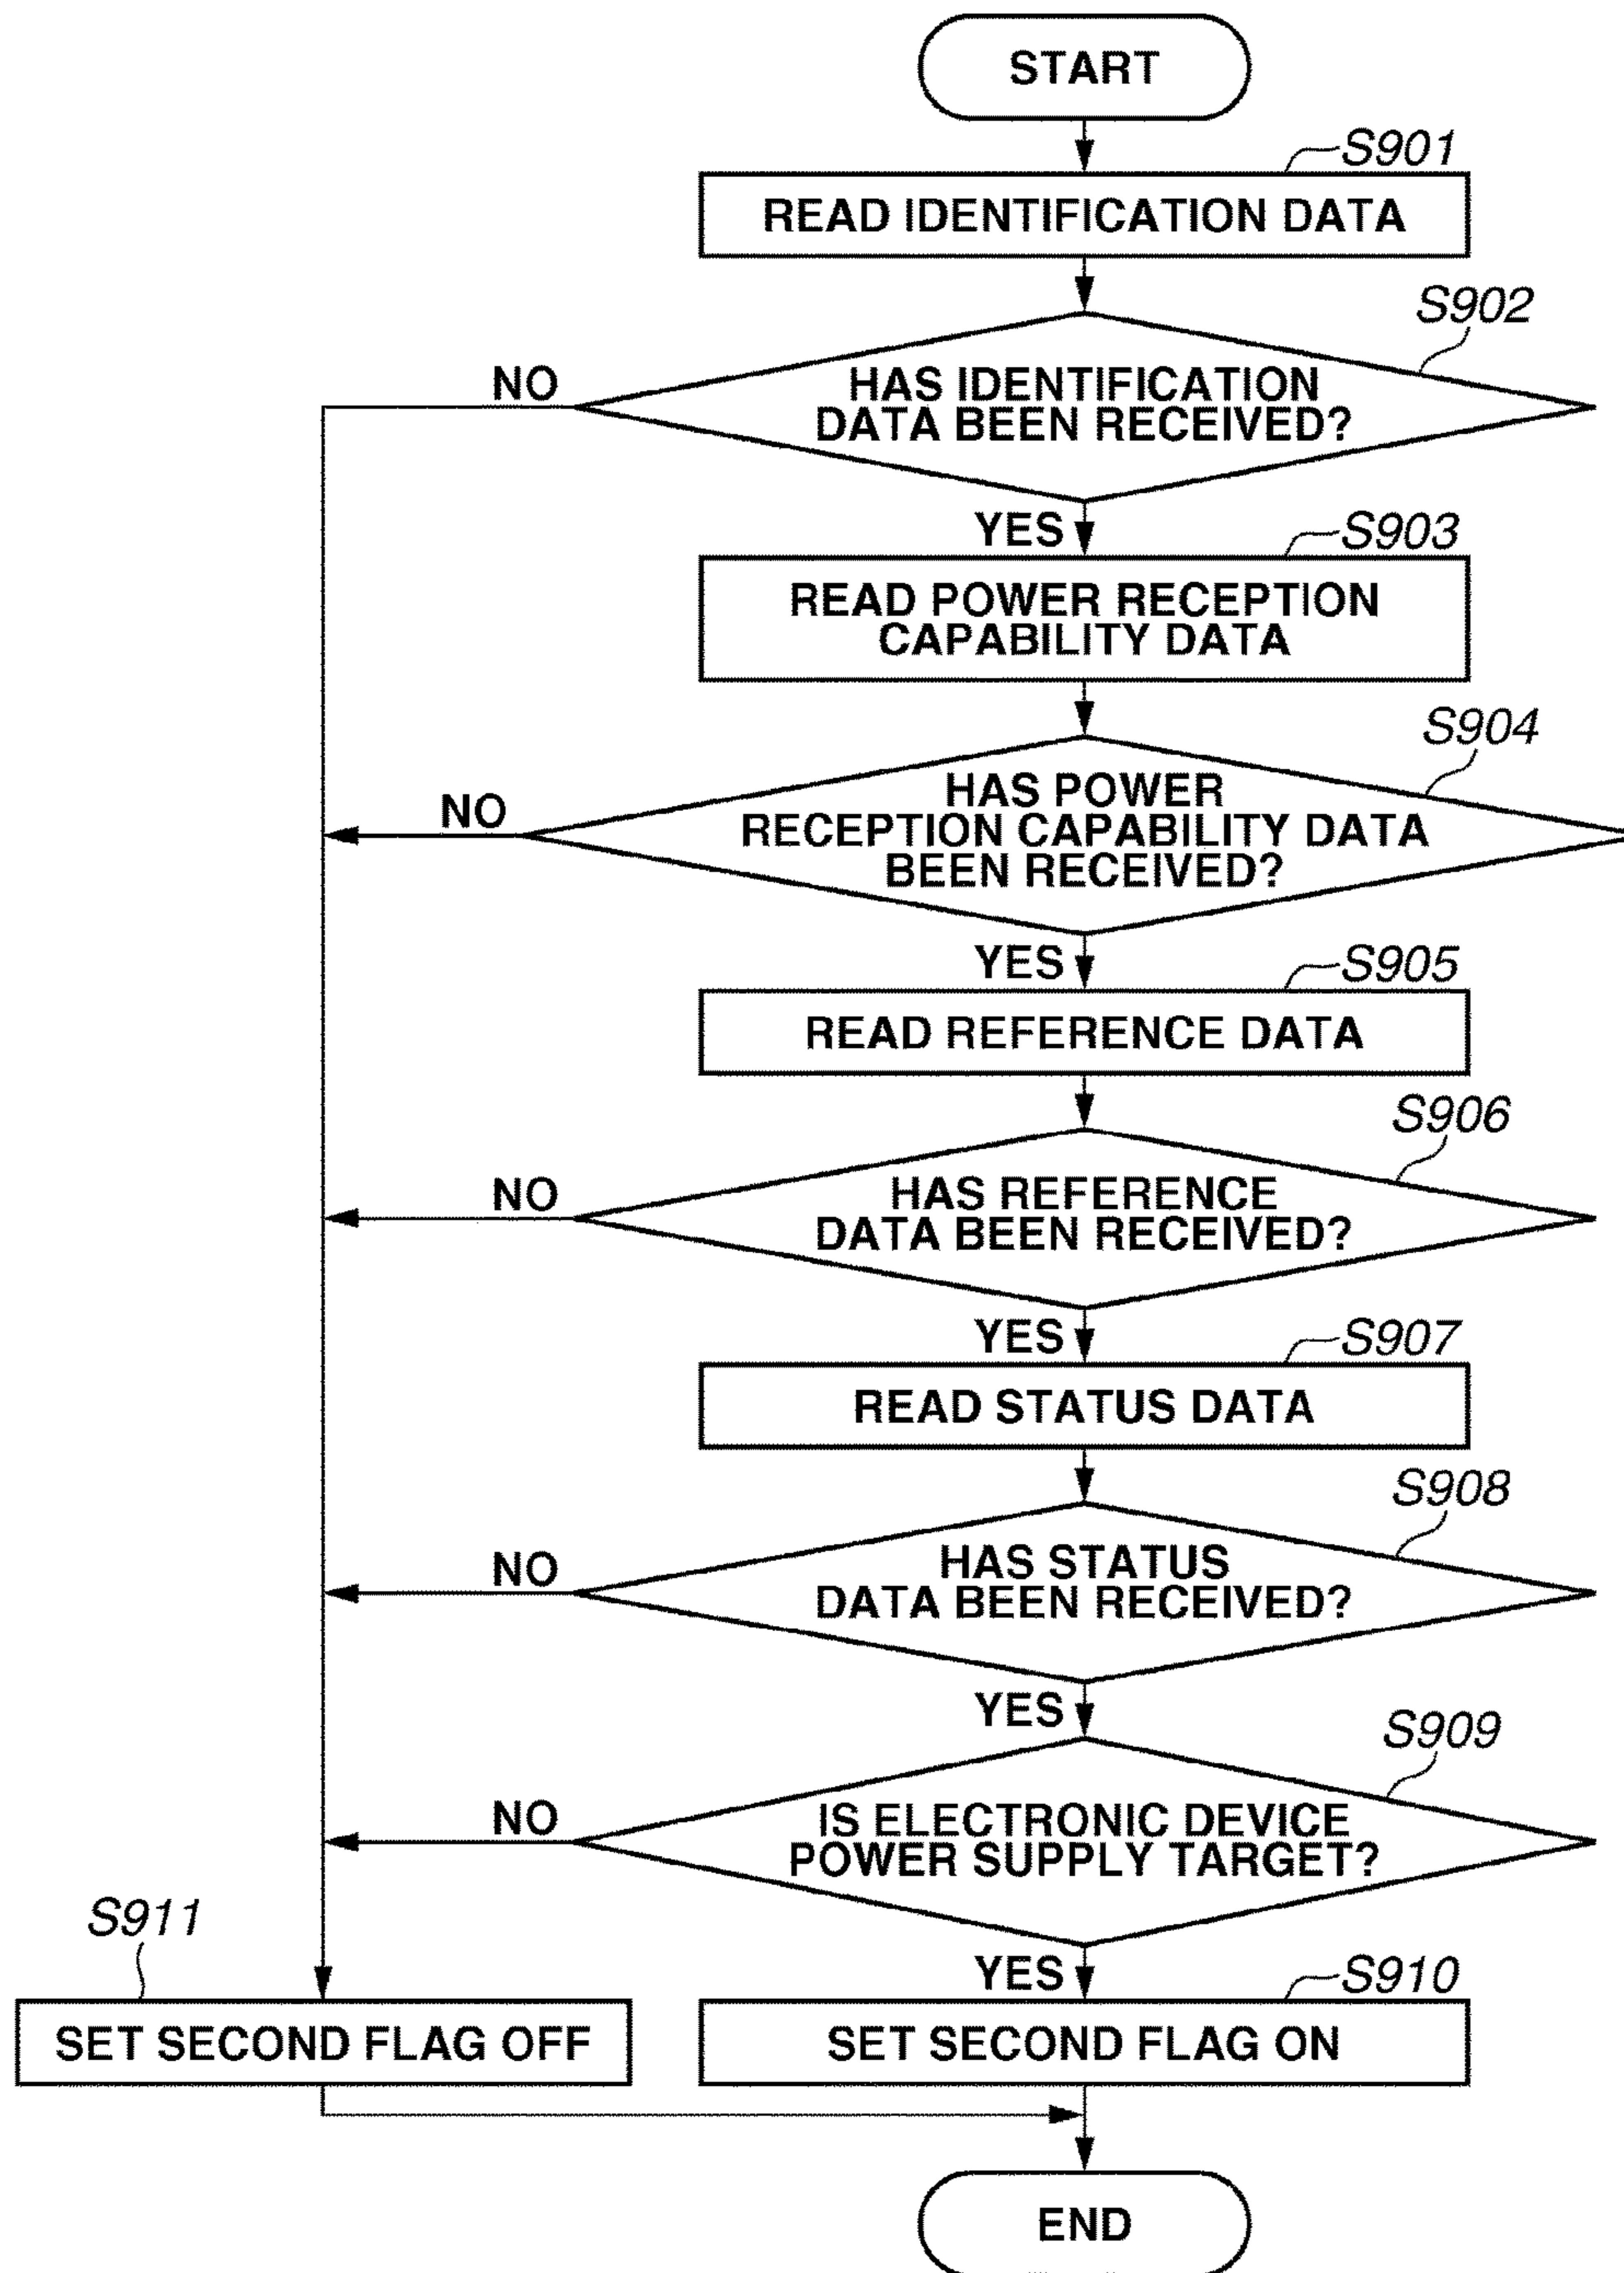 START
S901
READ IDENTIFICATION DATA
S902
HAS IDENTIFICATION
DATA BEEN RECEIVED?
NO
YES
S903
READ POWER RECEPTION
CAPABILITY DATA
S904
HAS POWER
RECEPTION CAPABILITY DATA
BEEN RECEIVED?
NO
YES
S905
READ REFERENCE DATA
S906
HAS REFERENCE
DATA BEEN RECEIVED?
NO
YES
S907
READ STATUS DATA
S908
HAS STATUS
DATA BEEN RECEIVED?
NO
YES
S909
IS ELECTRONIC DEVICE
POWER SUPPLY TARGET?
NO
YES
S911
SET SECOND FLAG OFF
S910
SET SECOND FLAG ON
END